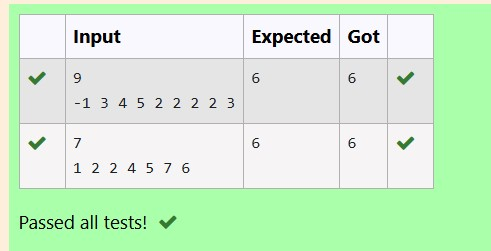 Input Expected Got
9 6 6
-1 3 4 5 2 2 2 2 3
7 6 6
1 2 2 4 5 7 6
Passed all tests!